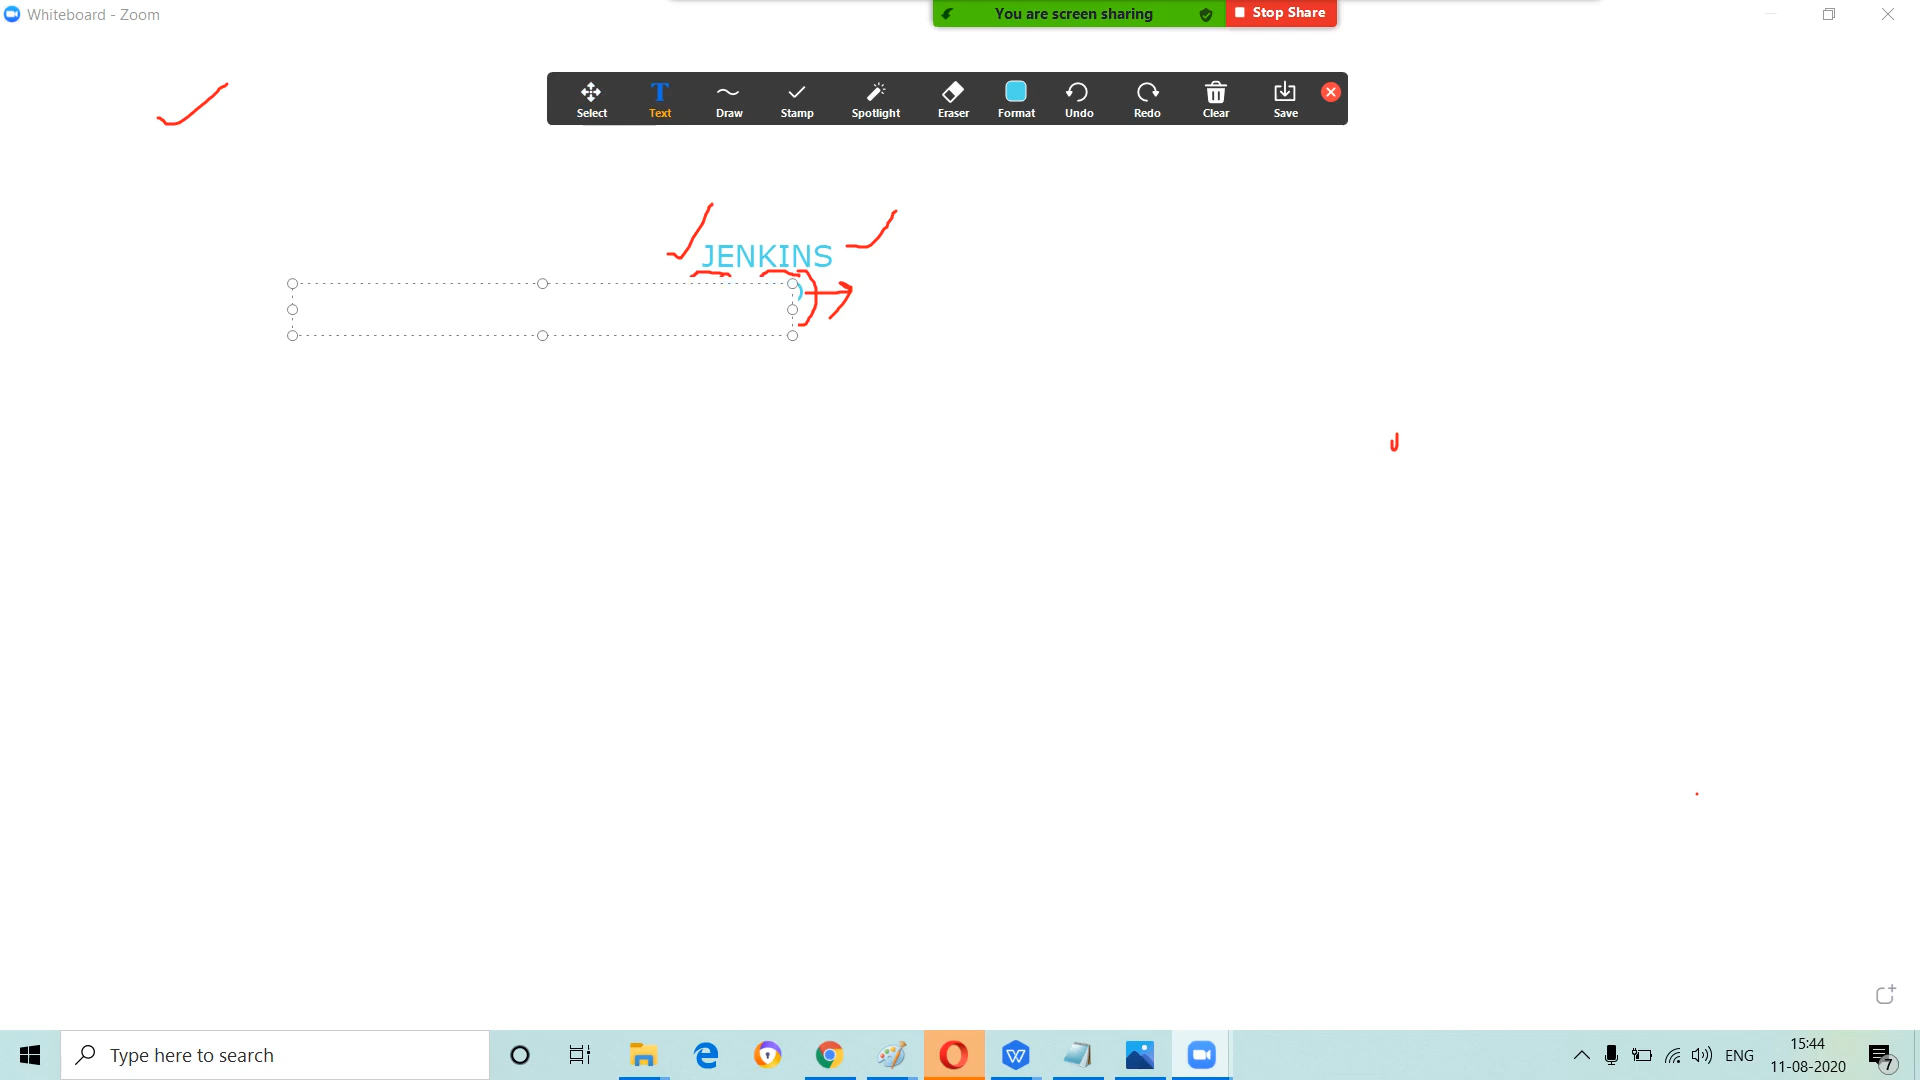 Whiteboard - Zoom
You are screen sharing
Stop Share
Select
Text
Draw
Stamp
Spotlight
Eraser
Format
Undo
Redo
Clear
Save
JENKINS
Type here to search
ENG
15:44
11-08-2020
7